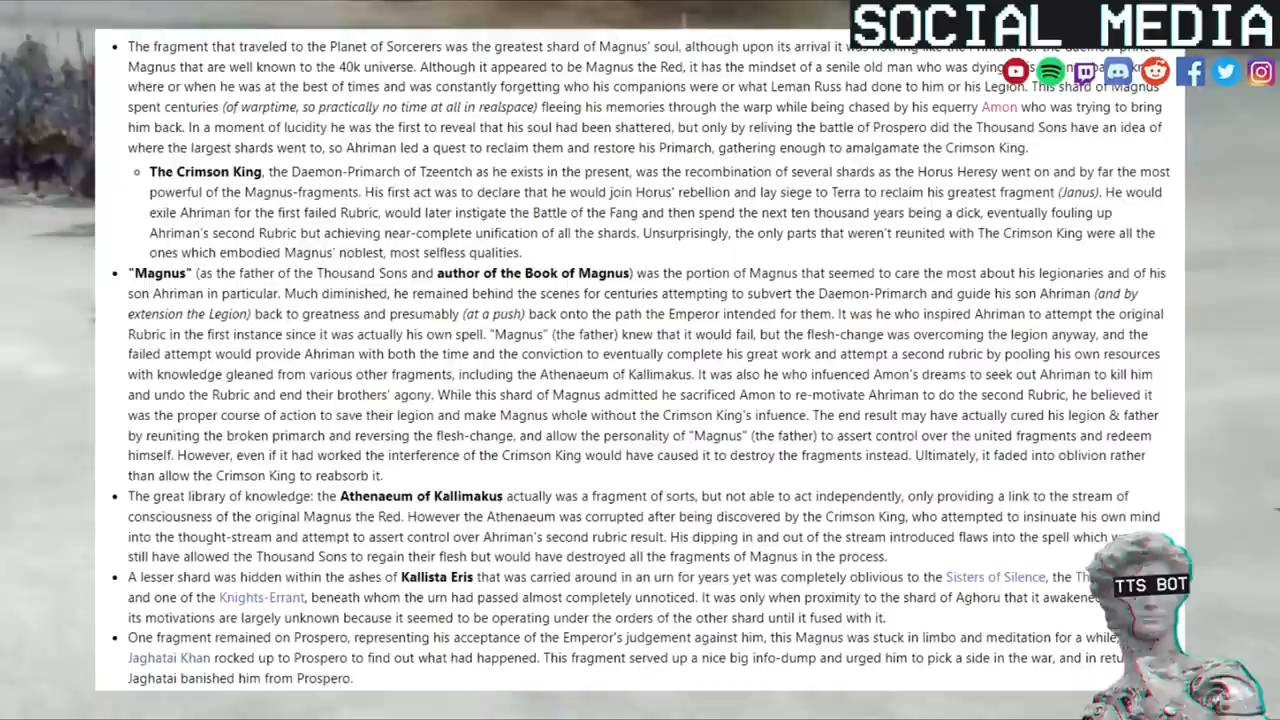 SOCIAL MEDIA
The fragment that traveled to the Planet of Sorcerers was the greatest shard of Magnus' soul, although upon its arrival it was nothing like the Primarch or the daemon-prince
Magnus that are well known to the 40k universe. Although it appeared to be Magnus the Red, it has the mindset of a senile old man who was dying,
where or when he was at the best of times and was constantly forgetting who his companions were or what Leman Russ had done to him or his Legion. This shard of Magnus
spent centuries (of warptime, so practically no time at all in realspace) fleeing his memories through the warp while being chased by his equerry Amon who was trying to bring
him back. In a moment of lucidity he was the first to reveal that his soul had been shattered, but only by reliving the battle of Prospero did the Thousand Sons have an idea of
where the largest shards went to, so Ahriman led a quest to reclaim them and restore his Primarch, gathering enough to amalgamate the Crimson King.
The Crimson King, the Daemon-Primarch of Tzeentch as he exists in the present, was the recombination of several shards as the Horus Heresy went on and by far the most
powerful of the Magnus-fragments. His first act was to declare that he would join Horus' rebellion and lay siege to Terra to reclaim his greatest fragment (Janus). He would
exile Ahriman for the first failed Rubric, would later instigate the Battle of the Fang and then spend the next ten thousand years being a dick, eventually fouling up
Ahriman's second Rubric but achieving near-complete unification of all the shards. Unsurprisingly, the only parts that weren't reunited with The Crimson King were all the
ones which embodied Magnus' noblest, most selfless qualities.
"Magnus" (as the father of the Thousand Sons and author of the Book of Magnus) was the portion of Magnus that seemed to care the most about his legionaries and of his
son Ahriman in particular. Much diminished, he remained behind the scenes for centuries attempting to subvert the Daemon-Primarch and guide his son Ahriman (and by
extension the Legion) back to greatness and presumably (at a push) back onto the path the Emperor intended for them. It was he who inspired Ahriman to attempt the original
Rubric in the first instance since it was actually his own spell. "Magnus" (the father) knew that it would fail, but the flesh-change was overcoming the legion anyway, and the
failed attempt would provide Ahriman with both the time and the conviction to eventually complete his great work and attempt a second rubric by pooling his own resources
with knowledge gleaned from various other fragments, including the Athenaeum of Kallimakus. It was also he who infuenced Amon's dreams to seek out Ahriman to kill him
and undo the Rubric and end their brothers' agony. While this shard of Magnus admitted he sacrificed Amon to re-motivate Ahriman to do the second Rubric, he believed it
was the proper course of action to save their legion and make Magnus whole without the Crimson King's infuence. The end result may have actually cured his legion & father
by reuniting the broken primarch and reversing the flesh-change, and allow the personality of "Magnus" (the father) to assert control over the united fragments and redeem
himself. However, even if it had worked the interference of the Crimson King would have caused it to destroy the fragments instead. Ultimately, it faded into oblivion rather
than allow the Crimson King to reabsorb it.
The great library of knowledge: the Athenaeum of Kallimakus actually was a fragment of sorts, but not able to act independently, only providing a link to the stream of
consciousness of the original Magnus the Red. However the Athenaeum was corrupted after being discovered by the Crimson King, who attempted to insinuate his own mind
into the thought-stream and attempt to assert control over Ahriman's second rubric result. His dipping in and out of the stream introduced flaws into the spell which
still have allowed the Thousand Sons to regain their flesh but would have destroyed all the fragments of Magnus in the process.
A lesser shard was hidden within the ashes of Kallista Eris that was carried around in an urn for years yet was completely oblivious to the Sisters of Silence, the
and one of the Knights-Errant, beneath whom the shard passed almost completely unnoticed. It was only when proximity to the shard of Aghoru that it awakened
its motivations are largely unknown because it seemed to be operating under the orders of the other shard until it fused with it.
One fragment remained on Prospero, representing his acceptance of the Emperor's judgement against him, this Magnus was stuck in limbo and meditation for a while
Jaghatai Khan rocked up to Prospero to find out what had happened. This fragment served up a nice big info-dump and urged him to pick a side in the war, and in
Jaghatai banished him from Prospero.
TTS BOT